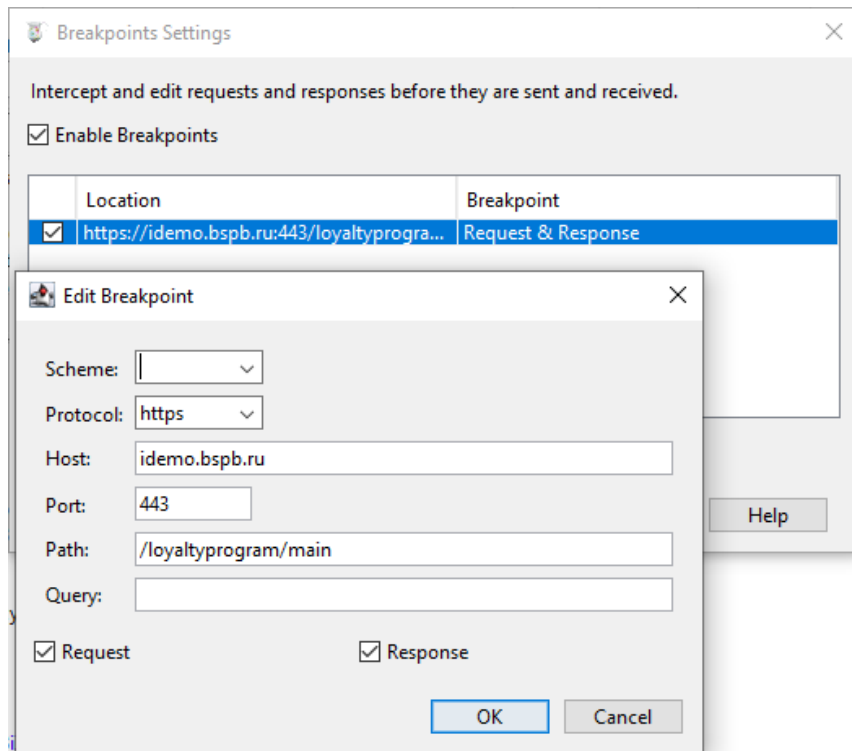 Breakpoints Settings
Intercept and edit requests and responses before they are sent and received.
Enable Breakpoints
Location Breakpoint
https://idemo.bspb.ru:443/loyaltyprogra... Request & Response
Edit Breakpoint
Scheme:
Protocol: https
Host: idemo.bspb.ru
Port: 443
Help
Path: /loyaltyprogram/main
Query:
Request Response
OK Cancel